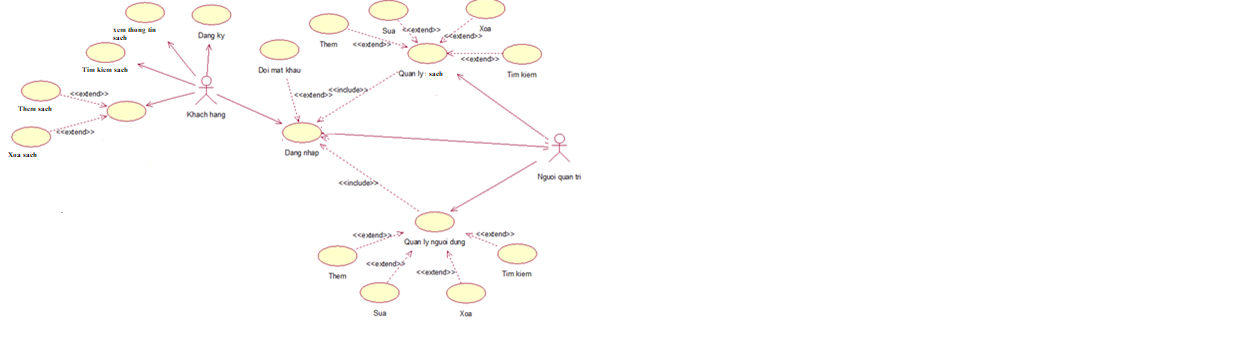 xem thong tin
sach
Dang ky
Sua
<<extend>>
Xoa
Them
<<extend>>
<<extend>>
Tim kiem sach
Doi mat khau
Quan ly : sach
<<extend>>
Tim kiem
<<extend>>
Them sach
<<extend>>
<<include>>
Khach hang
<<extend>>
Xoa sach
Dang nhap
Nguoi quan tri
<<include>>
<<extend>>
Quan ly nguoi dung
<<extend>>
Them
<<extend>>
<<extend>>
Tim kiem
Sua
Xoa